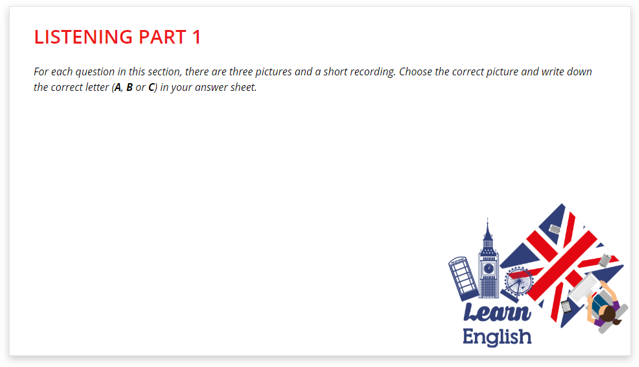 LISTENING PART 1
For each question in this section, there are three pictures and a short recording. Choose the correct picture and write down
the correct letter (A, B or C) in your answer sheet.
Learn
English